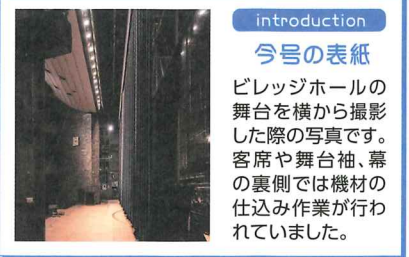 introduction
今号の表紙
ビレッジホールの
舞台を横から撮影
した際の写真です。
客席や舞台袖、幕
の裏側では機材の
仕込み作業が行わ
れていました。